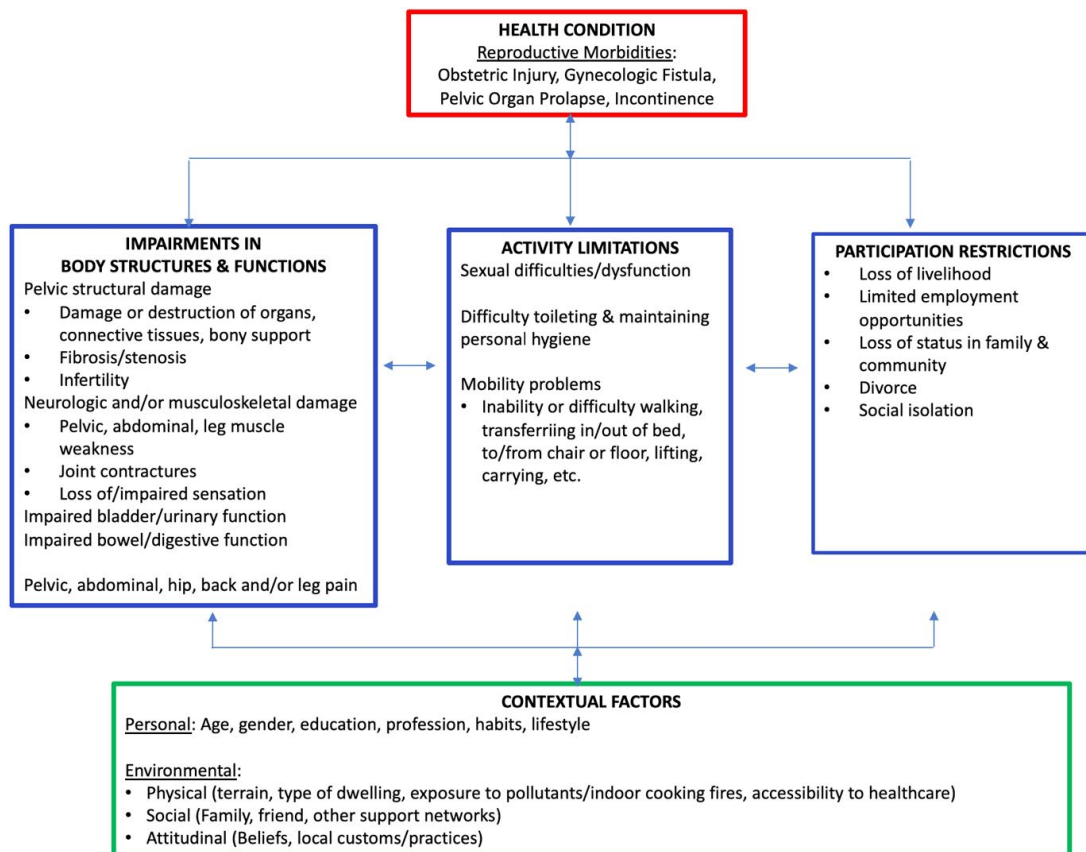 HEALTH CONDITION
Reproductive Morbidities:
Obstetric Injury, Gynecologic Fistula,
Pelvic Organ Prolapse, Incontinence
IMPAIRMENTS IN
BODY STRUCTURES & FUNCTIONS
Pelvic structural damage
• Damage or destruction of organs,
connective tissues, bony support
• Fibrosis/stenosis
• Infertility
Neurologic and/or musculoskeletal damage
• Pelvic, abdominal, leg muscle
weakness
• Joint contractures
• Loss of/impaired sensation
Impaired bladder/urinary function
Impaired bowel/digestive function
Pelvic, abdominal, hip, back and/or leg pain
ACTIVITY LIMITATIONS
Sexual difficulties/dysfunction
Difficulty toileting & maintaining
personal hygiene
Mobility problems
• Inability or difficulty walking,
transferriing in/out of bed,
to/from chair or floor, lifting,
carrying, etc.
PARTICIPATION RESTRICTIONS
• Loss of livelihood
• Limited employment
opportunities
• Loss of status in family &
community
• Divorce
• Social isolation
CONTEXTUAL FACTORS
Personal: Age, gender, education, profession, habits, lifestyle
Environmental:
• Physical (terrain, type of dwelling, exposure to pollutants/indoor cooking fires, accessibility to healthcare)
• Social (Family, friend, other support networks)
• Attitudinal (Beliefs, local customs/practices)